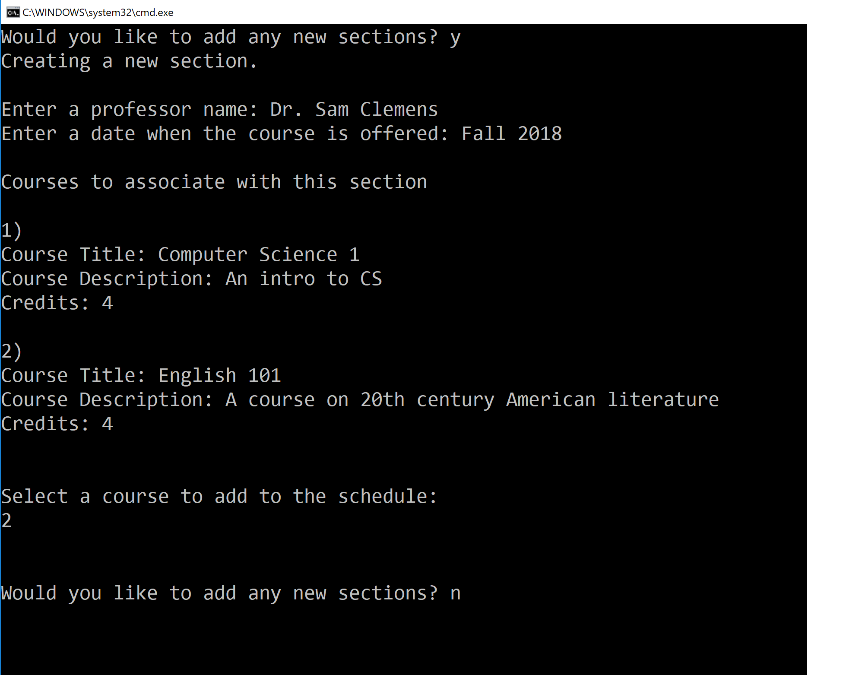 C:\WINDOWS\system32\cmd.exe
Would you like to add any new sections? y
Creating a new section.
Enter a professor name: Dr. Sam Clemens
Enter a date when the course is offered: Fall 2018
Courses to associate with this section
1)
Course Title: Computer Science 1
Course Description: An intro to CS
Credits: 4
2)
Course Title: English 101
Course Description: A course on 20th century American literature
Credits: 4
Select a course to add to the schedule:
2
Would you like to add any new sections? n